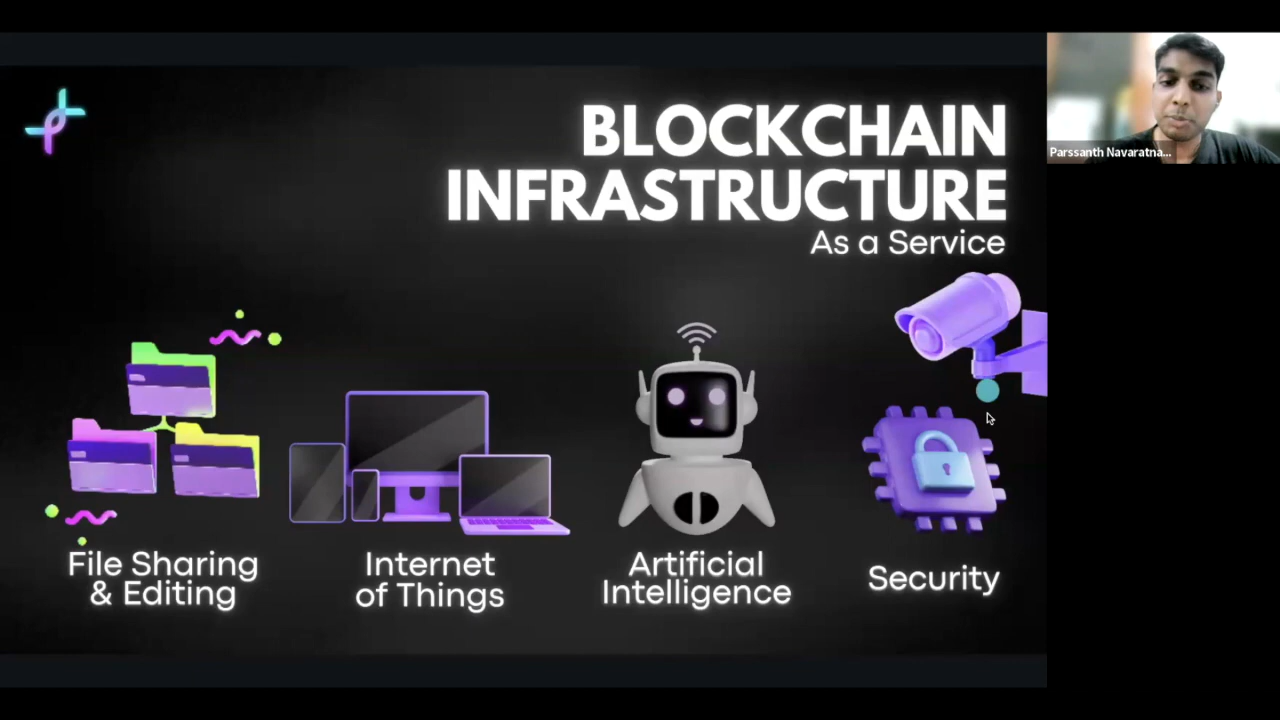 BLOCKCHAIN
INFRASTRUCTURE
As a Service
Parssanth Navaratna...
File Sharing
& Editing
Internet
of Things
Artificial
Intelligence
Security